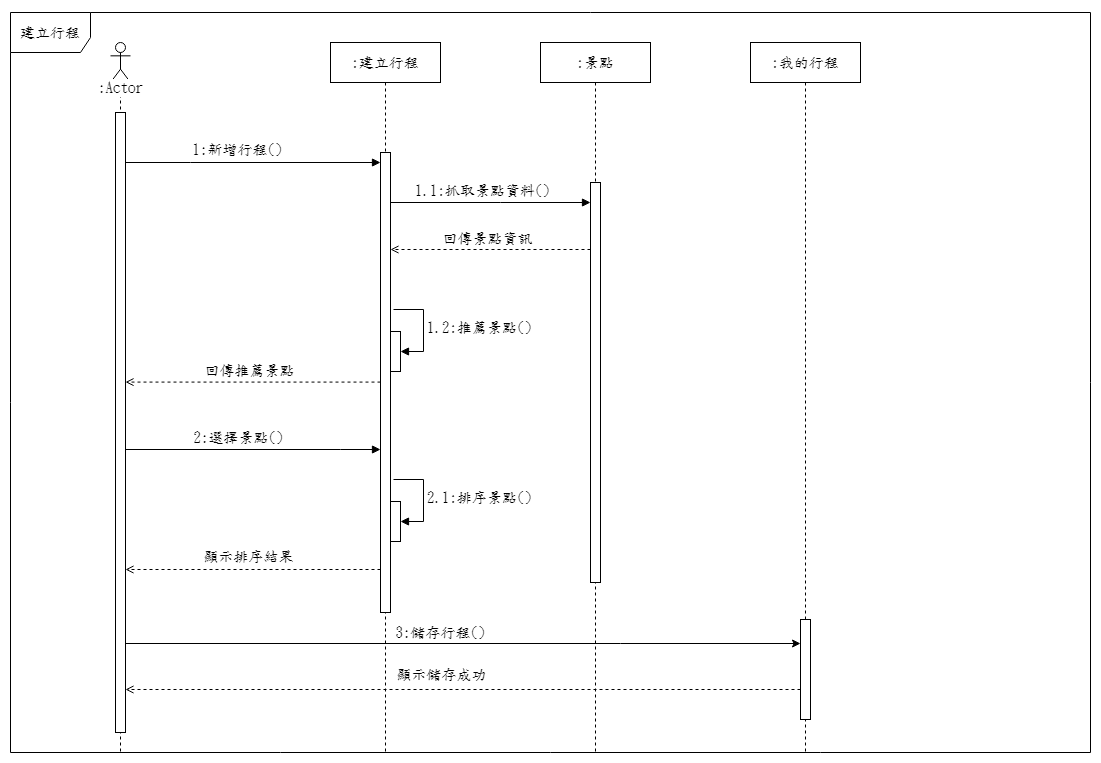 建立行程
:Actor
:建立行程
:景點
:我的行程
1:新增行程()
1.1:抓取景點資料()
回傳景點資訊
1.2:推薦景點()
回傳推薦景點
2:選擇景點()
2.1:排序景點()
顯示排序結果
3:儲存行程()
顯示儲存成功